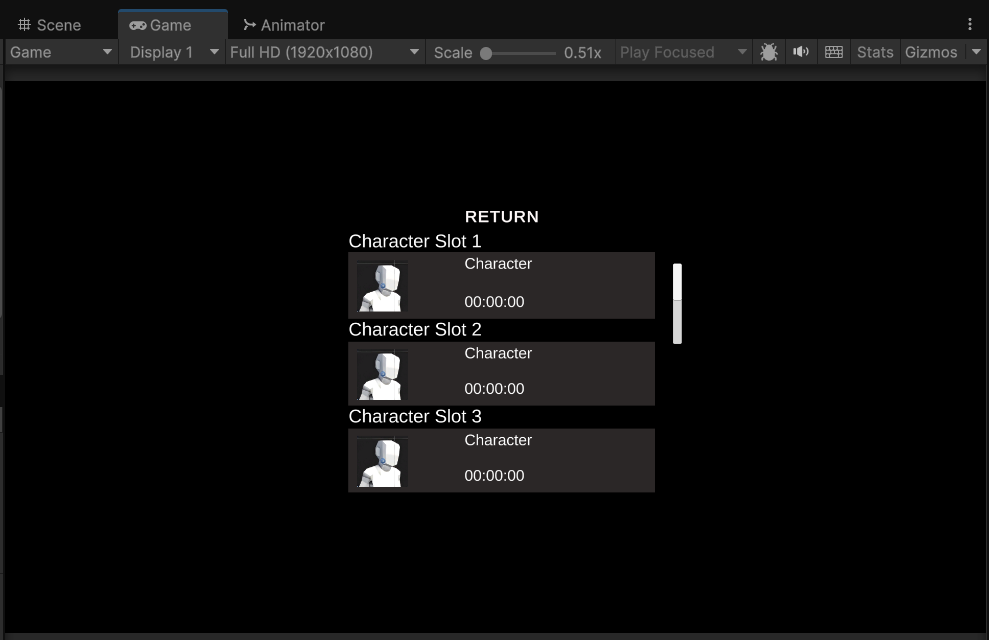 Scene Game Animator
Game Display 1 Full HD (1920x1080) Scale 0.51x Play Focused Stats Gizmos
RETURN
Character Slot 1
Character
00:00:00
Character Slot 2
Character
00:00:00
Character Slot 3
Character
00:00:00